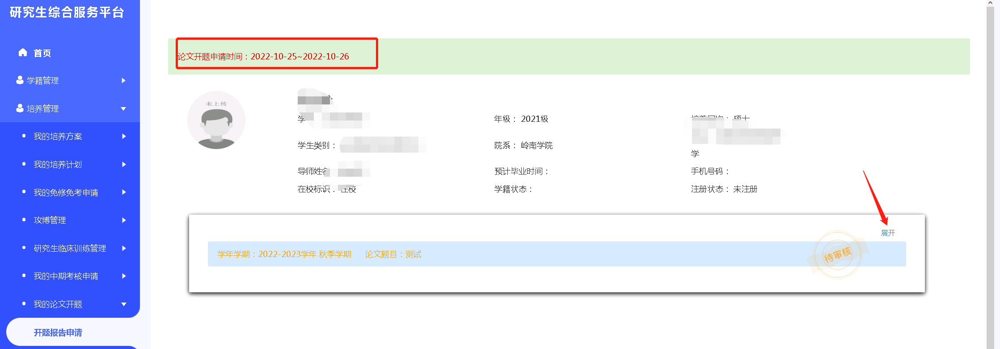 研究生综合服务平台
首页
学籍管理
培养管理
我的培养方案
我的培养计划
我的免修免考申请
攻博管理
研究生临床训练管理
我的中期考核申请
我的论文开题
开题报告申请
论文开题申请时间：2022-10-25~2022-10-26
未上传
学
年级： 2021级
培养层次： 硕士
学生类别：
院系： 岭南学院
学
导师姓名
预计毕业时间：
手机号码：
在校标识： 在校
学籍状态：
注册状态： 未注册
展开
学年学期：2022-2023学年 秋季学期 论文题目：测试
待审核